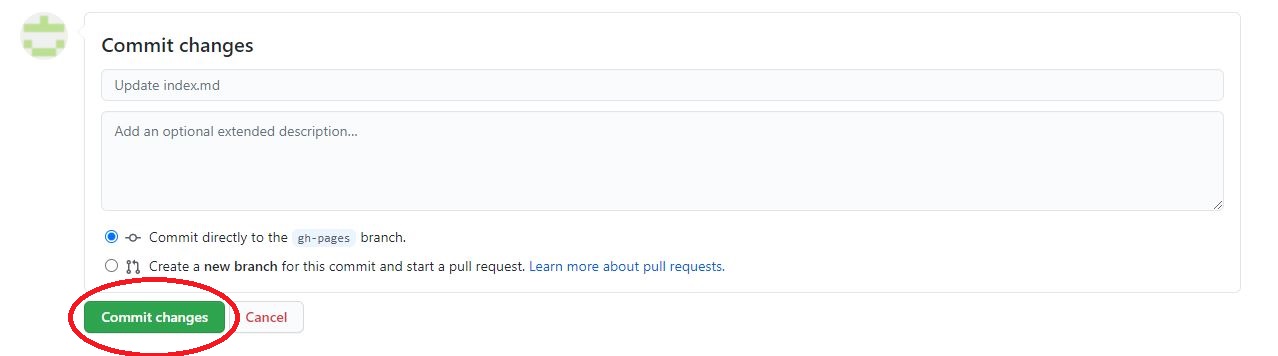 Commit changes
Update index.md
Add an optional extended description...
Commit directly to the gh-pages branch.
Create a new branch for this commit and start a pull request. Learn more about pull requests.
Commit changes Cancel